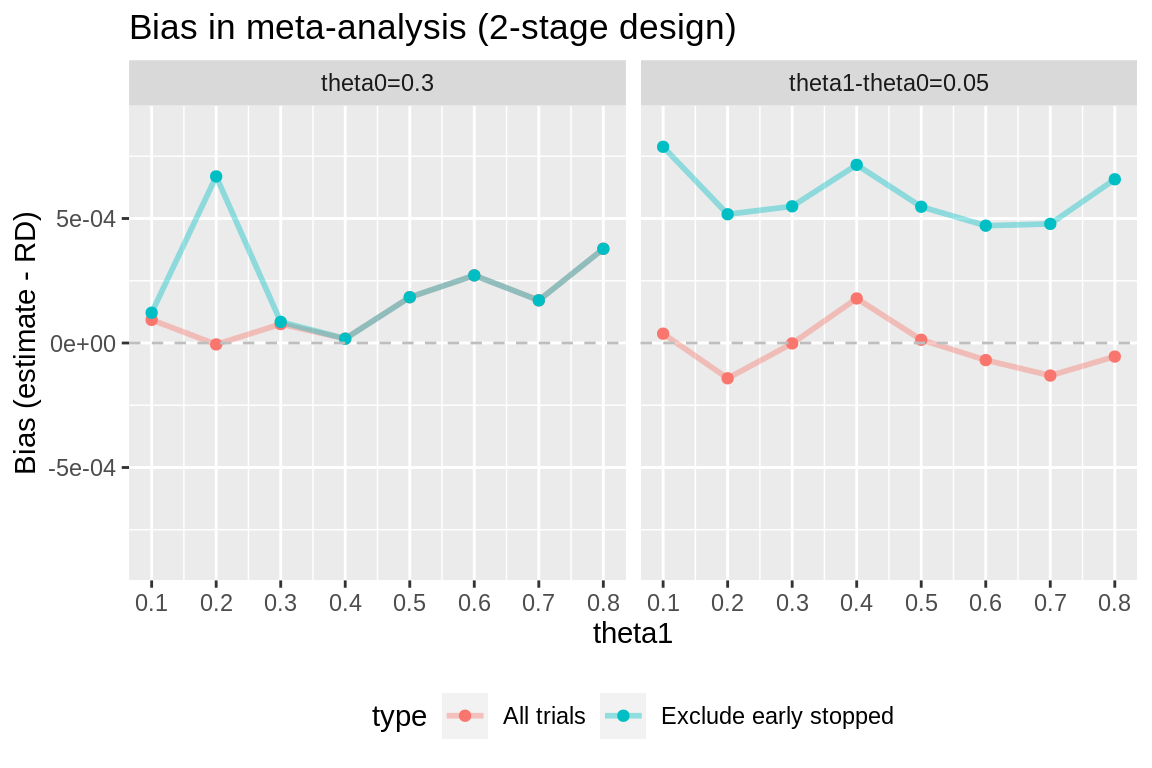 Bias in meta-analysis (2-stage design)
theta0=0.3
theta1-theta0=0.05
Bias (estimate - RD)
5e-04
0e+00
-5e-04
0.1 0.2 0.3 0.4 0.5 0.6 0.7 0.8
0.1 0.2 0.3 0.4 0.5 0.6 0.7 0.8
theta1
type All trials Exclude early stopped